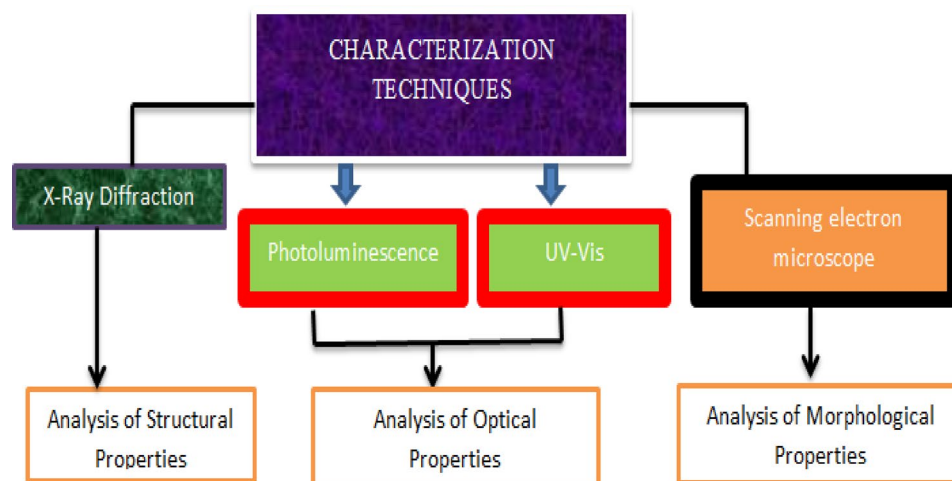 CHARACTERIZATION
TECHNIQUES
X-Ray Diffraction
Photoluminescence
UV-Vis
Scanning electron
microscope
Analysis of Structural
Properties
Analysis of Optical
Properties
Analysis of Morphological
Properties